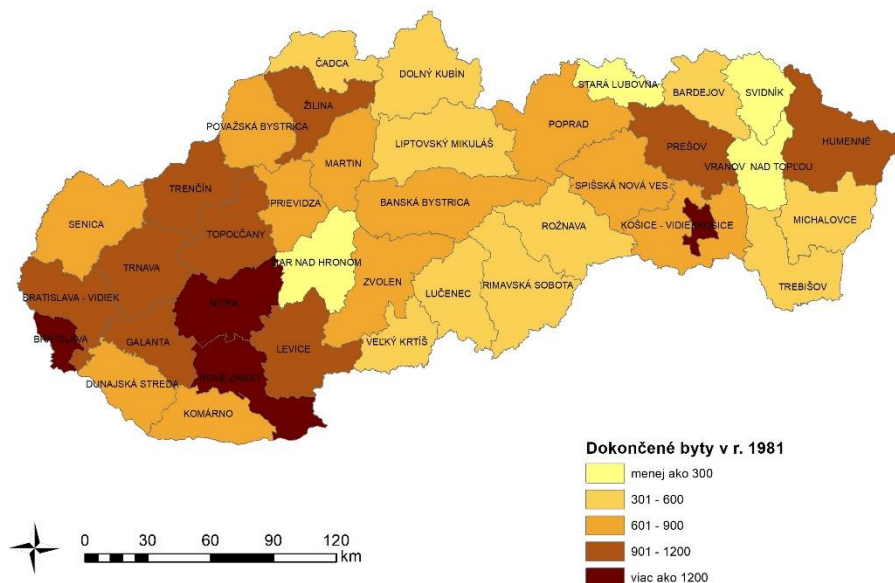 ČADCA
DOLNÝ KUBÍN
STARÁ ĽUBOVŇA
BARDEJOV
SVIDNÍK
ŽILINA
POVAŽSKÁ BYSTRICA
POPRAD
HUMENNÉ
LIPTOVSKÝ MIKULÁŠ
PREŠOV
MARTIN
VRANOV NAD TOPĽOU
TRENČÍN
SPIŠSKÁ NOVÁ VES
PRIEVIDZA
BANSKÁ BYSTRICA
MICHALOVCE
SENICA
ROŽŇAVA
KOŠICE - VIDIEK
KOŠICE
TOPOĽČANY
ŽIAR NAD HRONOM
TRNAVA
ZVOLEN
RIMAVSKÁ SOBOTA
TREBIŠOV
LUČENEC
BRATISLAVA - VIDIEK
NITRA
BRATISLAVA
GALANTA
LEVICE
VEĽKÝ KRTÍŠ
NOVÉ ZÁMKY
DUNAJSKÁ STREDA
KOMÁRNO
Dokončené byty v r. 1981
menej ako 300
301 - 600
601 - 900
901 - 1200
viac ako 1200
0 30 60 90 120
km